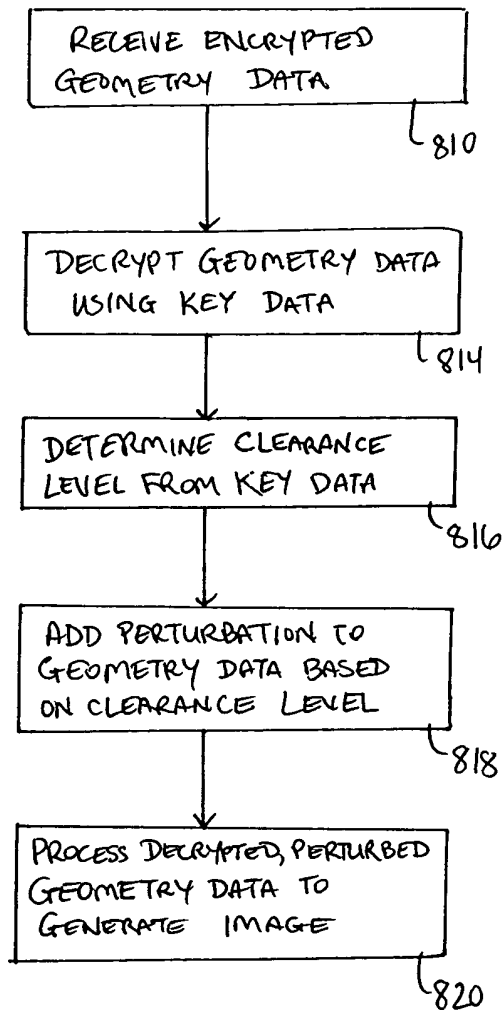 RECEIVE ENCRYPTED
GEOMETRY DATA
810
DECRYPT GEOMETRY DATA
USING KEY DATA
814
DETERMINE CLEARANCE
LEVEL FROM KEY DATA
816
ADD PERTURBATION TO
GEOMETRY DATA BASED
ON CLEARANCE LEVEL
818
PROCESS DECRYPTED, PERTURBED
GEOMETRY DATA TO
GENERATE IMAGE
820